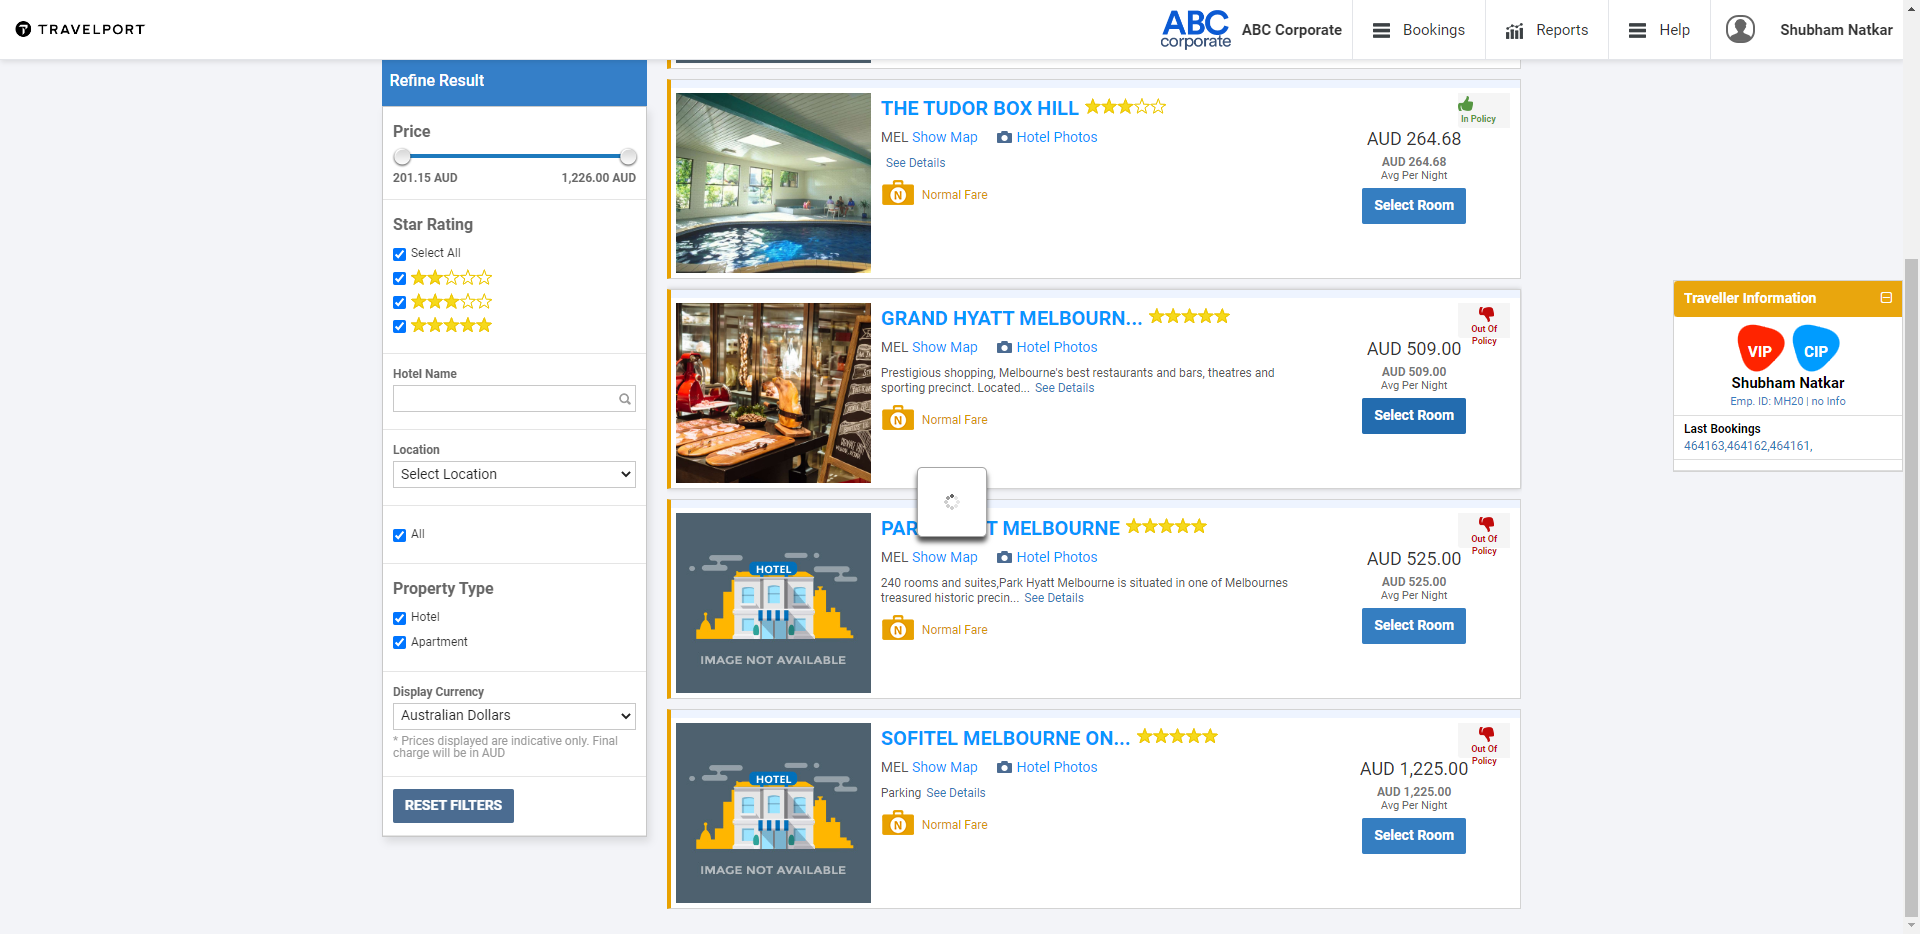 TRAVELPORT
ABC
corporate
ABC Corporate
Bookings
Reports
Help
Shubham Natkar
Refine Result
Price
201.15 AUD
1,226.00 AUD
Star Rating
Select All
Hotel Name
Location
Select Location
All
Property Type
Hotel
Apartment
Display Currency
Australian Dollars
* Prices displayed are indicative only. Final
charge will be in AUD
RESET FILTERS
THE TUDOR BOX HILL
MEL Show Map Hotel Photos
See Details
N Normal Fare
In Policy
AUD 264.68
AUD 264.68
Avg Per Night
Select Room
GRAND HYATT MELBOURN...
MEL Show Map Hotel Photos
Prestigious shopping, Melbourne's best restaurants and bars, theatres and
sporting precinct. Located... See Details
N Normal Fare
Out Of
Policy
AUD 509.00
AUD 509.00
Avg Per Night
Select Room
MELBOURNE
MEL Show Map Hotel Photos
240 rooms and suites,Park Hyatt Melbourne is situated in one of Melbournes
treasured historic precin... See Details
N Normal Fare
HOTEL
IMAGE NOT AVAILABLE
Out Of
Policy
AUD 525.00
AUD 525.00
Avg Per Night
Select Room
SOFITEL MELBOURNE ON...
MEL Show Map Hotel Photos
Parking See Details
N Normal Fare
HOTEL
IMAGE NOT AVAILABLE
Out Of
Policy
AUD 1,225.00
AUD 1,225.00
Avg Per Night
Select Room
Traveller Information
VIP
CIP
Shubham Natkar
Emp. ID: MH20 | no Info
Last Bookings
464163,464162,464161,